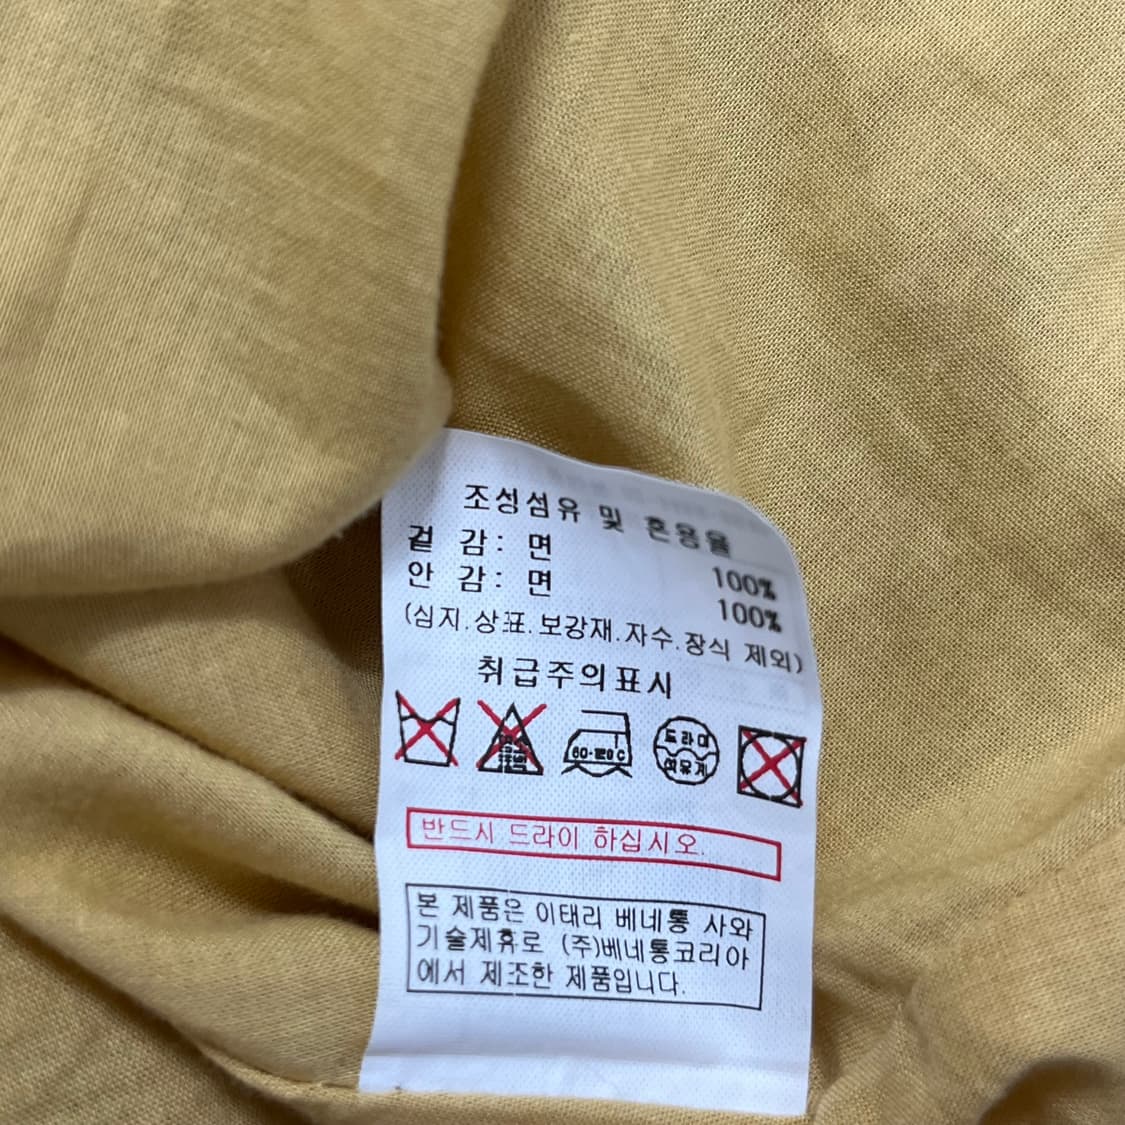 조성섬유 및 혼용율
겉 감: 면 100%
안 감: 면 100%
(심지.상표.보강재.자수.장식 제외)
취급주의표시
드라이
석유계
반드시 드라이 하십시오.
본 제품은 이태리 베네통 사와
기술제휴로 (주)베네통코리아
에서 제조한 제품입니다.